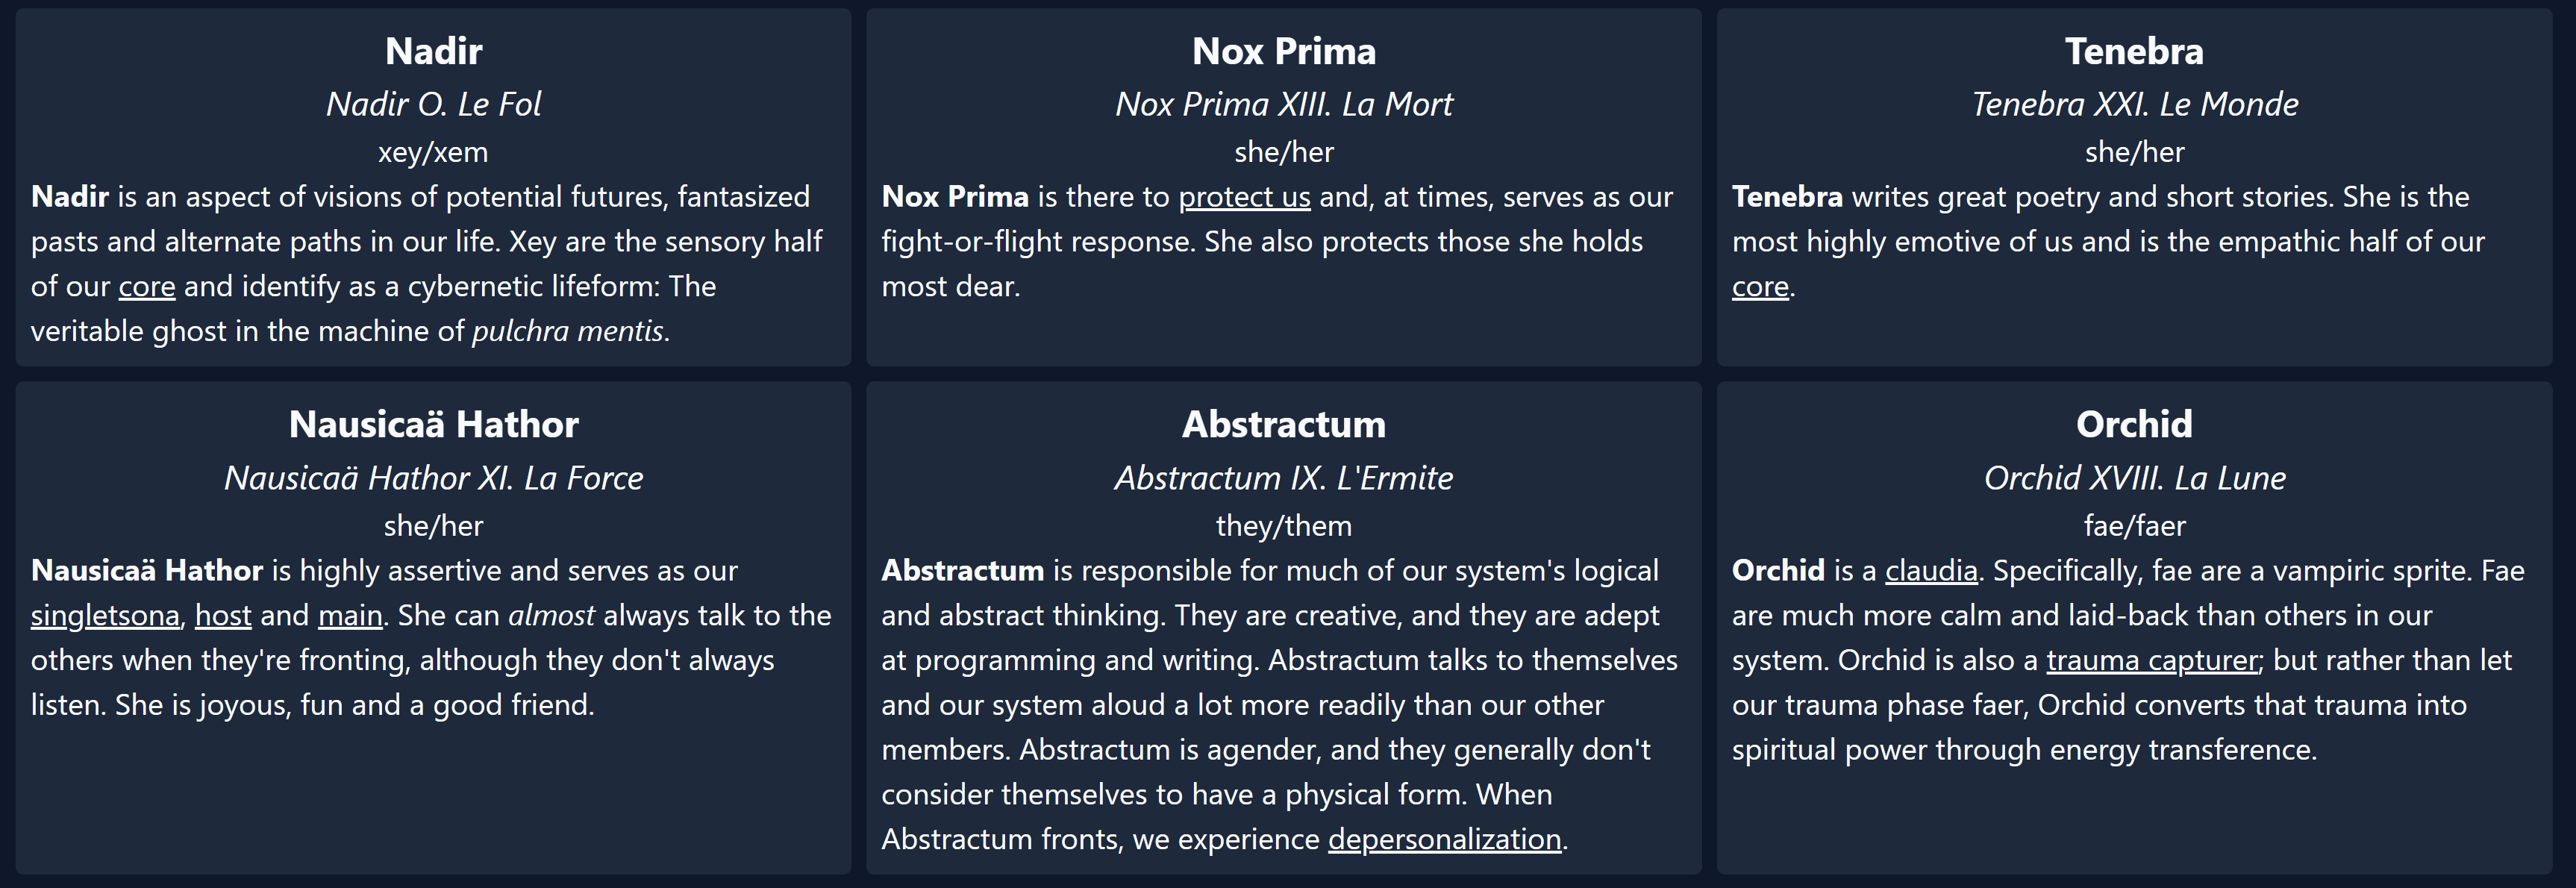 Nadir
Nadir O. Le Fol
xey/xem
Nadir is an aspect of visions of potential futures, fantasized
pasts and alternate paths in our life. Xey are the sensory half
of our core and identify as a cybernetic lifeform: The
veritable ghost in the machine of pulchra mentis.
Nox Prima
Nox Prima XIII. La Mort
she/her
Nox Prima is there to protect us and, at times, serves as our
fight-or-flight response. She also protects those she holds
most dear.
Tenebra
Tenebra XXI. Le Monde
she/her
Tenebra writes great poetry and short stories. She is the
most highly emotive of us and is the empathic half of our
core.
Nausicaä Hathor
Nausicaä Hathor XI. La Force
she/her
Nausicaä Hathor is highly assertive and serves as our
singletsona, host and main. She can almost always talk to the
others when they're fronting, although they don't always
listen. She is joyous, fun and a good friend.
Abstractum
Abstractum IX. L'Ermite
they/them
Abstractum is responsible for much of our system's logical
and abstract thinking. They are creative, and they are adept
at programming and writing. Abstractum talks to themselves
and our system aloud a lot more readily than our other
members. Abstractum is agender, and they generally don't
consider themselves to have a physical form. When
Abstractum fronts, we experience depersonalization.
Orchid
Orchid XVIII. La Lune
fae/faer
Orchid is a claudia. Specifically, fae are a vampiric sprite. Fae
are much more calm and laid-back than others in our
system. Orchid is also a trauma capturer; but rather than let
our trauma phase faer, Orchid converts that trauma into
spiritual power through energy transference.